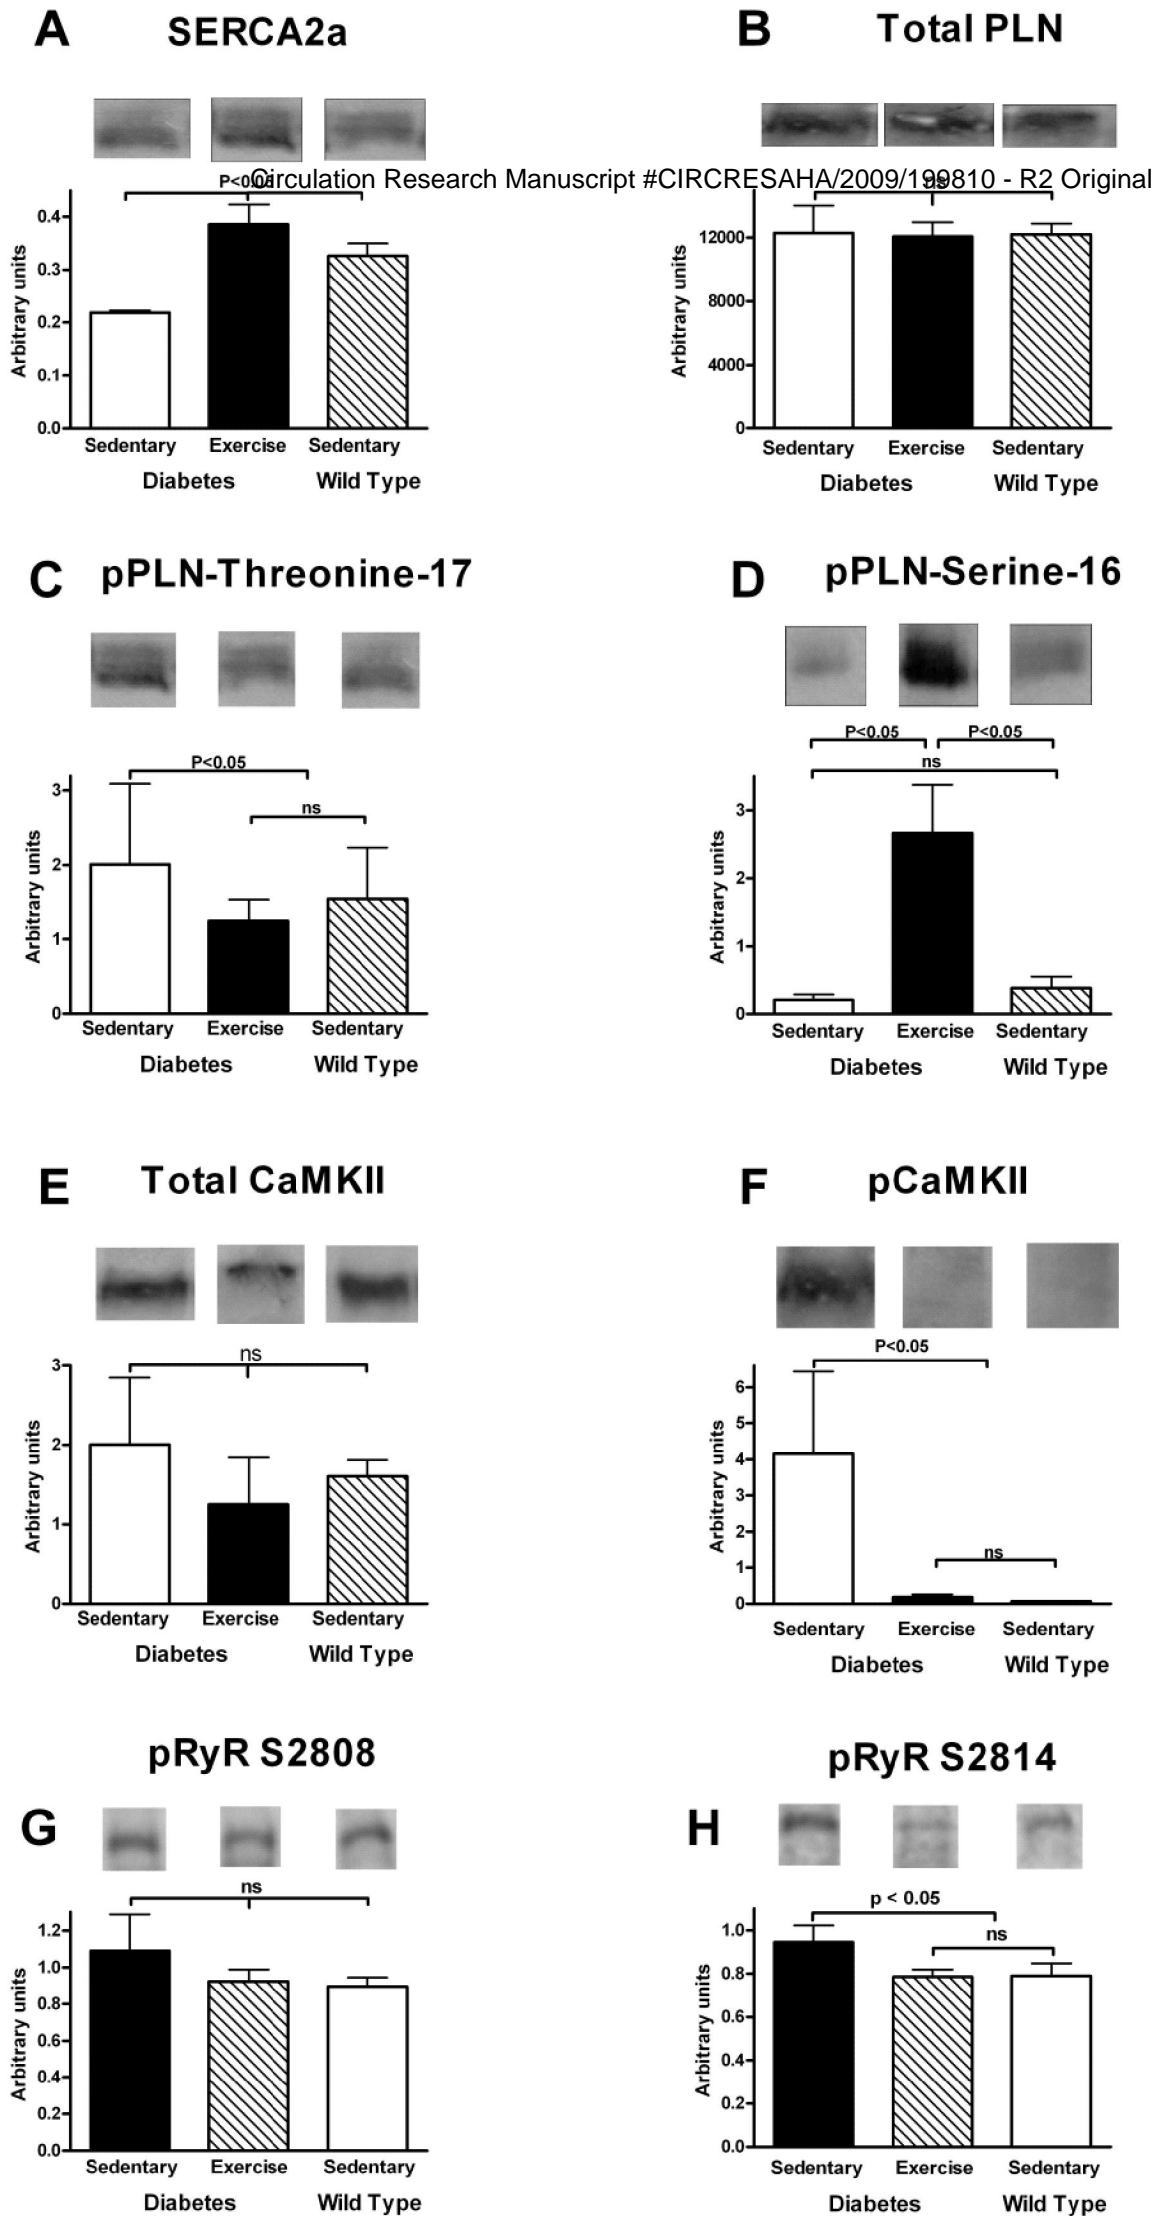 A SERCA2a
B Total PLN
Circulation Research Manuscript #CIRCRESAHA/2009/199810 - R2 Original
P<0.05
ns
Arbitrary units
0.4
0.3
0.2
0.1
0.0
Sedentary Exercise Sedentary
Diabetes Wild Type
Arbitrary units
12000
8000
4000
0
Sedentary Exercise Sedentary
Diabetes Wild Type
C pPLN-Threonine-17
P<0.05
ns
Arbitrary units
3
2
1
0
Sedentary Exercise Sedentary
Diabetes Wild Type
D pPLN-Serine-16
P<0.05 P<0.05
ns
Arbitrary units
3
2
1
0
Sedentary Exercise Sedentary
Diabetes Wild Type
E Total CaMKII
ns
Arbitrary units
3
2
1
0
Sedentary Exercise Sedentary
Diabetes Wild Type
F pCaMKII
P<0.05
ns
Arbitrary units
6
5
4
3
2
1
0
Sedentary Exercise Sedentary
Diabetes Wild Type
pRyR S2808
G
ns
Arbitrary units
1.2
1.0
0.8
0.6
0.4
0.2
0.0
Sedentary Exercise Sedentary
Diabetes Wild Type
pRyR S2814
H
p < 0.05
ns
Arbitrary units
1.0
0.8
0.6
0.4
0.2
0.0
Sedentary Exercise Sedentary
Diabetes Wild Type